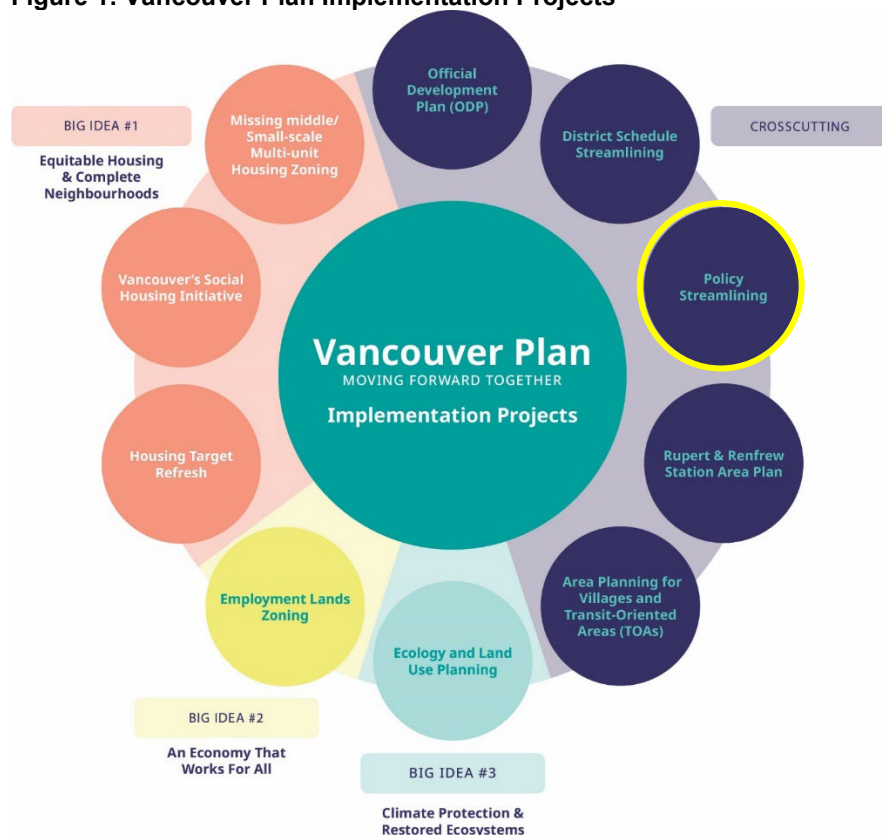 Figure 1: Vancouver Plan Implementation Projects
BIG IDEA #1
Equitable Housing
& Complete
Neighbourhoods
Missing middle/
Small-scale
Multi-unit
Housing Zoning
Official
Development
Plan (ODP)
District Schedule
Streamlining
CROSSCUTTING
Vancouver's Social
Housing Initiative
Policy
Streamlining
Vancouver Plan
MOVING FORWARD TOGETHER
Implementation Projects
Housing Target
Refresh
Rupert & Renfrew
Station Area Plan
Employment Lands
Zoning
Ecology and Land
Use Planning
Area Planning for
Villages and
Transit-Oriented
Areas (TOAs)
BIG IDEA #2
An Economy That
Works For All
BIG IDEA #3
Climate Protection &
Restored Ecosystems